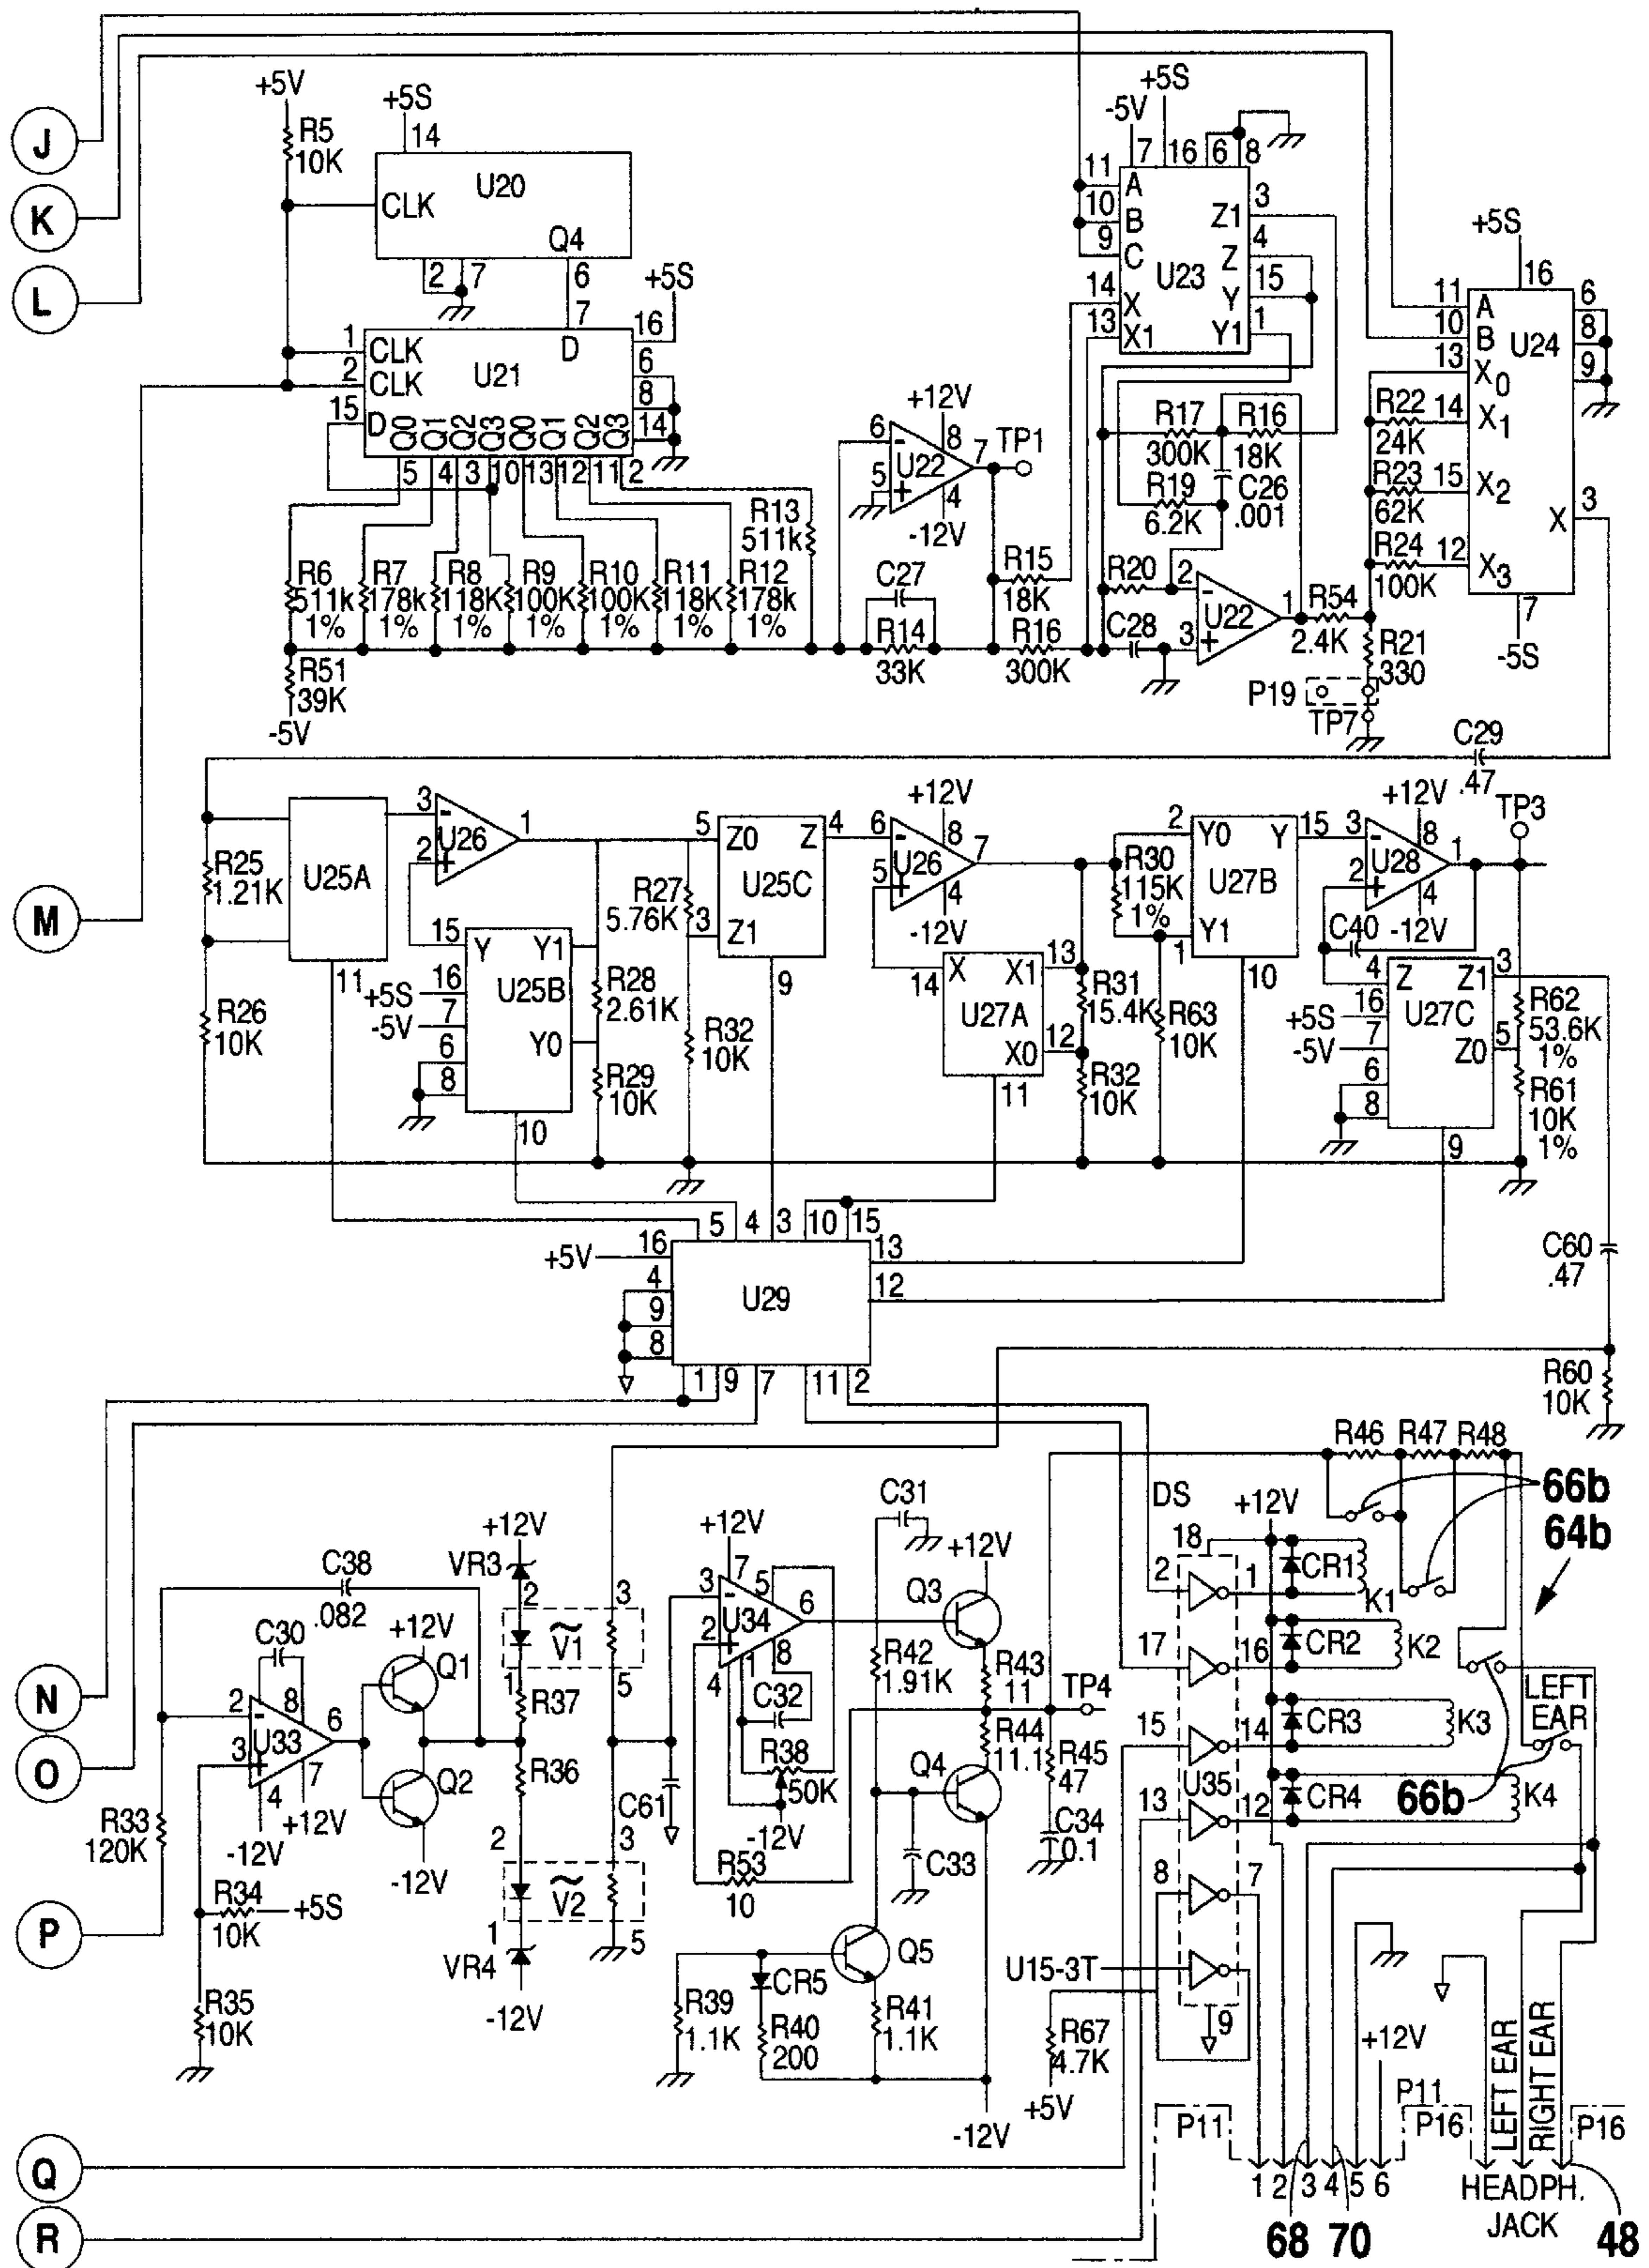 J
K
L
M
N
O
P
Q
R
+5V
R5
10K
+5S
14
U20
CLK
Q4
2 7
6
7
+5S
16
D
1 CLK
2 CLK
U21
6
8
14
15 D
Q0 Q1 Q2 Q3 Q0 Q1 Q2 Q3
5 4 3 10 13 12 11 2
R13
511k
R6 R7 R8 R9 R10 R11 R12
511k 178k 118K 100K 100K 118K 178k
1% 1% 1% 1% 1% 1% 1%
R51
39K
-5V
+12V
6 -
8
7
TP1
U22
5 +
4
-12V
C27
R14
33K
R15
18K
R16
300K
-5V
+5S
7 16 6 8
11 A
10 B
9 C
14 X
13 X1
U23
Z1 3
Z 4
Y 15
Y1 1
R17
300K
R16
18K
R19
6.2K
C26
.001
R20
2 -
U22
1
3 +
C28
R54
2.4K
R21
330
P19
TP7
+5S
16
11 A
10 B
13 X0
14 X1
15 X2
12 X3
U24
6
8
9
X 3
7
-5S
R22
24K
R23
62K
R24
100K
C29
.47
R25
1.21K
R26
10K
U25A
11
3 -
U26
1
2 +
15 Y
Y1
16
+5S
7
-5V
U25B
6
8
Y0
10
R27
5.76K
R28
2.61K
R29
10K
R32
10K
5 Z0
Z 4
U25C
3 Z1
9
+12V
6 -
8
7
U26
5 +
4
-12V
14 X
X1 13
U27A
X0 12
11
R30
115K
1%
R31
15.4K
R32
10K
R63
10K
2 Y0
Y 15
U27B
1 Y1
10
+12V
3 -
8
1
U28
2 +
4
-12V
TP3
C40
4 Z
Z1 3
16
+5S
7
-5V
U27C
Z0 5
6
8
9
R62
53.6K
1%
R61
10K
1%
C60
.47
R60
10K
5 4 3 10 15
+5V
16
4
9
8
U29
13
12
1 9 7 11 2
C38
.082
C30
2 -
8
U33
6
3 +
7
4
+12V
-12V
+12V
Q1
Q2
-12V
R33
120K
R34
10K
+5S
R35
10K
+12V
VR3
2
3
V1
1
5
R37
R36
2
3
V2
1
5
VR4
-12V
C61
+12V
7
5
3 -
6
U34
2 +
8
1
4
C32
R38
50K
-12V
R53
10
C31
+12V
Q3
R42
1.91K
R43
11
TP4
R44
11.1
R45
47
Q4
C33
C34
0.1
Q5
CR5
R39
1.1K
R40
200
R41
1.1K
-12V
U15-3T
R67
4.7K
+5V
DS
+12V
18
2
1
CR1
K1
17
16
CR2
K2
15
14
CR3
K3
U35
13
12
CR4
K4
8
7
9
R46 R47 R48
66b
64b
66b
LEFT
EAR
+12V
P11
P11
P16
P16
1 2 3 4 5 6
68 70
LEFT EAR
RIGHT EAR
HEADPH.
JACK
48